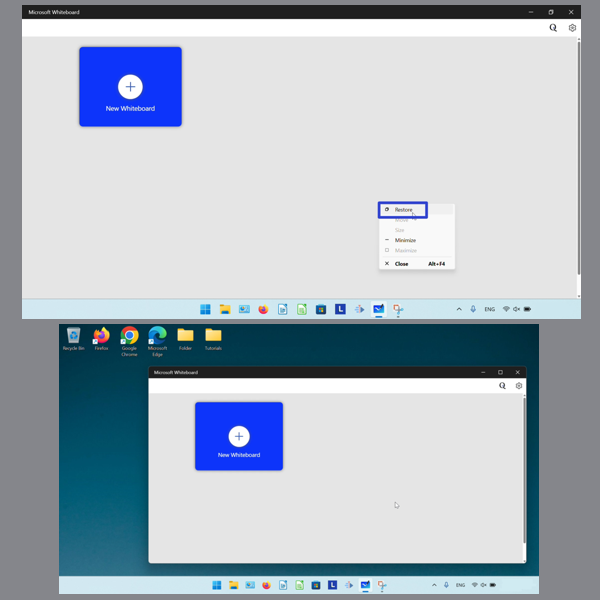 Microsoft Whiteboard
New Whiteboard
Restore
Move
Size
Minimize
Maximize
Close Alt+F4
ENG
Recycle Bin
Firefox
Google Chrome
Microsoft Edge
Folder
Tutorials
Microsoft Whiteboard
New Whiteboard
ENG